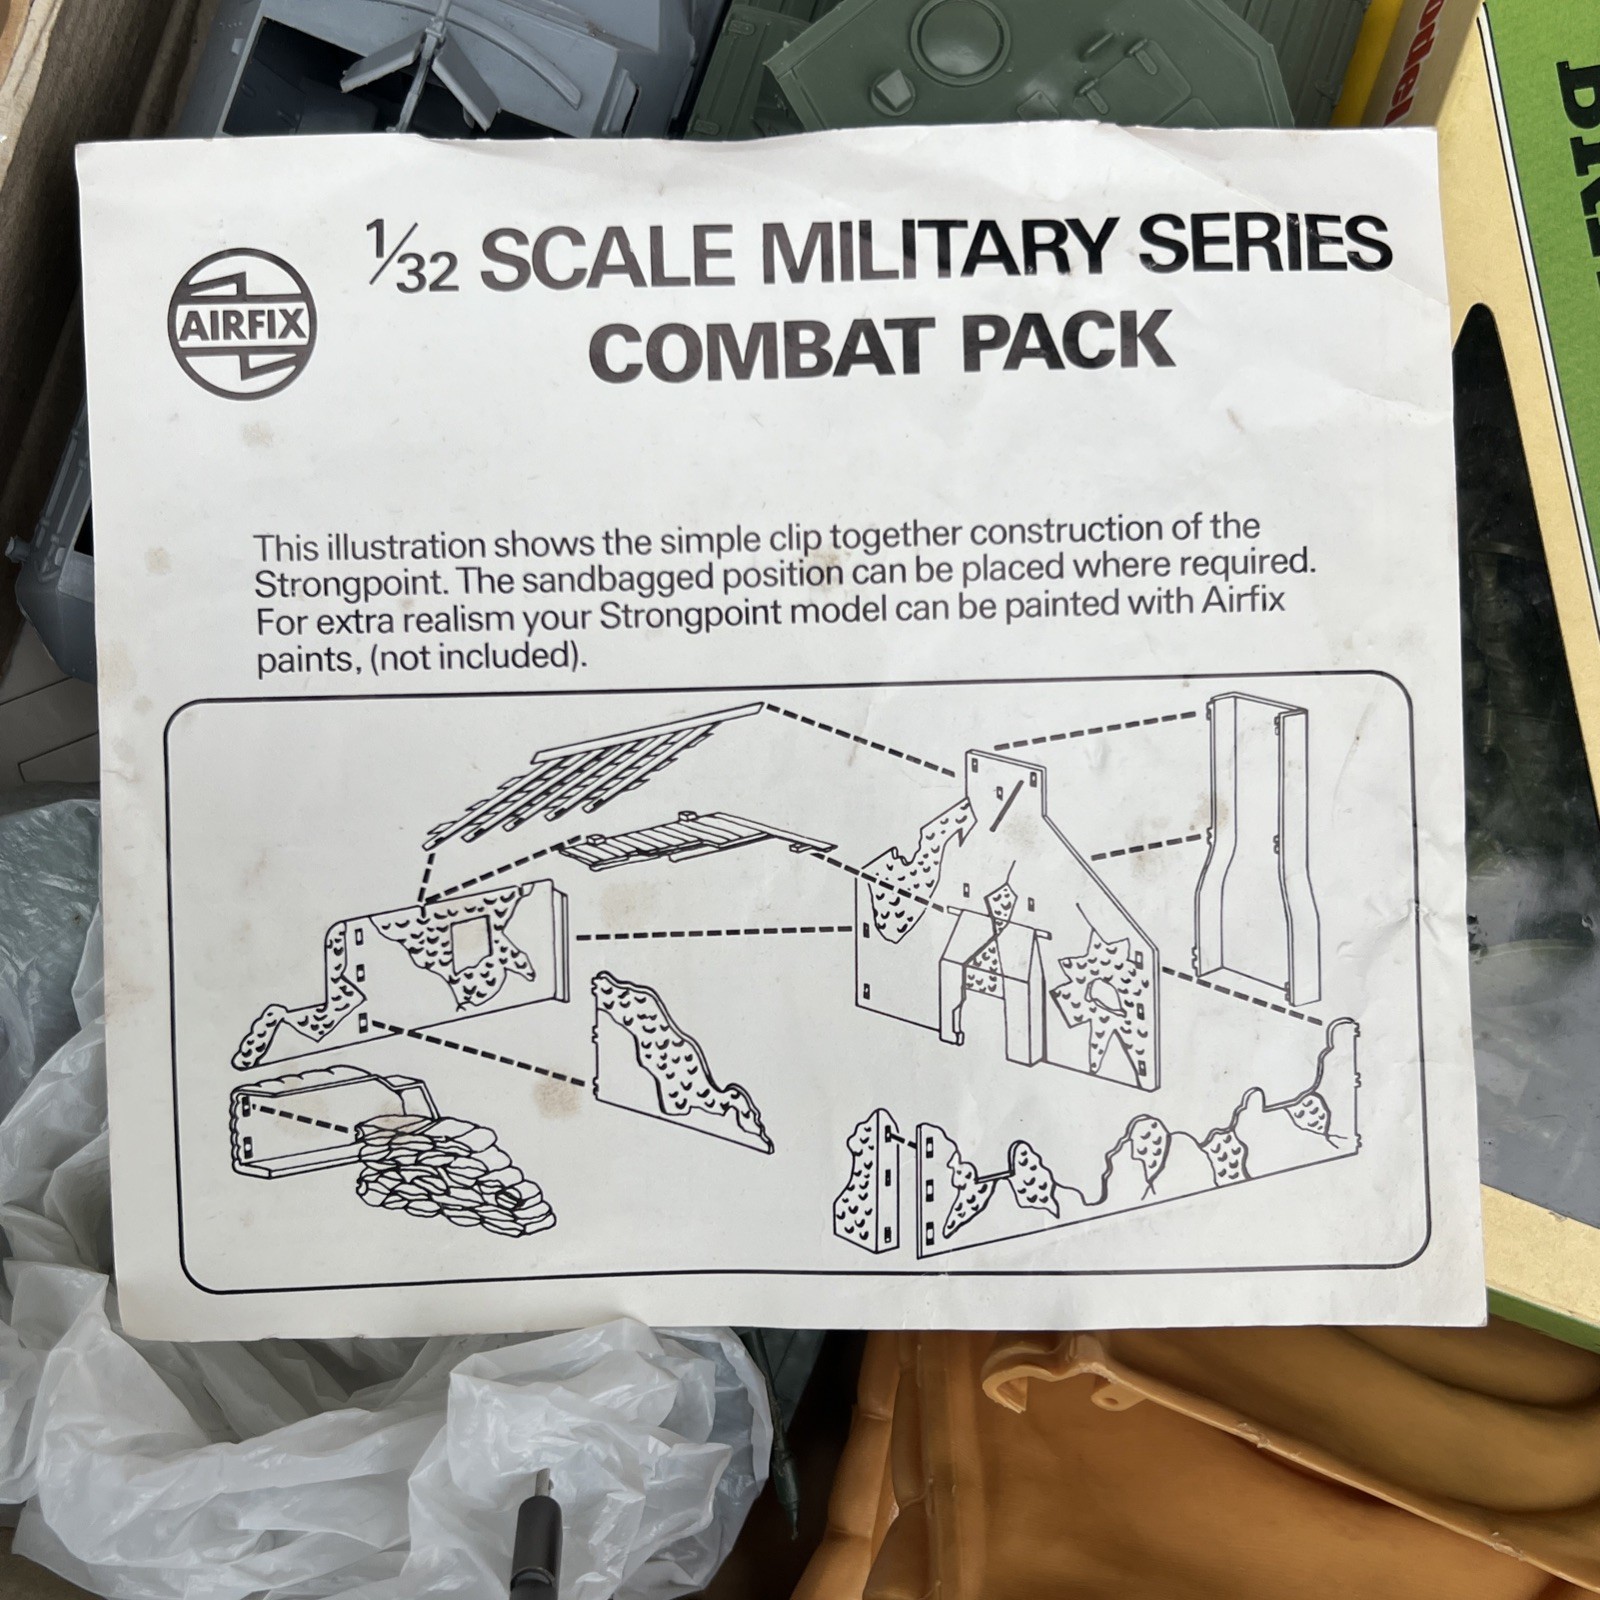 1/32 SCALE MILITARY SERIES
COMBAT PACK
AIRFIX
This illustration shows the simple clip together construction of the
Strongpoint. The sandbagged position can be placed where required.
For extra realism your Strongpoint model can be painted with Airfix
paints, (not included).